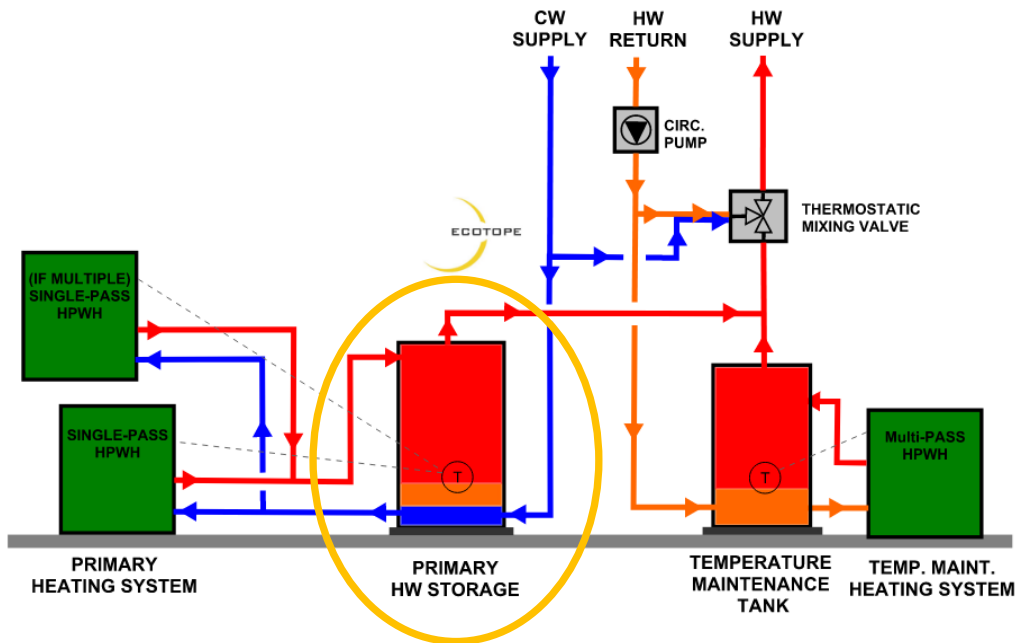 CW
SUPPLY
HW
RETURN
HW
SUPPLY
CIRC.
PUMP
THERMOSTATIC
MIXING VALVE
ECOTOPE
(IF MULTIPLE)
SINGLE-PASS
HPWH
SINGLE-PASS
HPWH
T
Multi-PASS
HPWH
T
PRIMARY
HEATING SYSTEM
PRIMARY
HW STORAGE
TEMPERATURE
MAINTENANCE
TANK
TEMP. MAINT.
HEATING SYSTEM